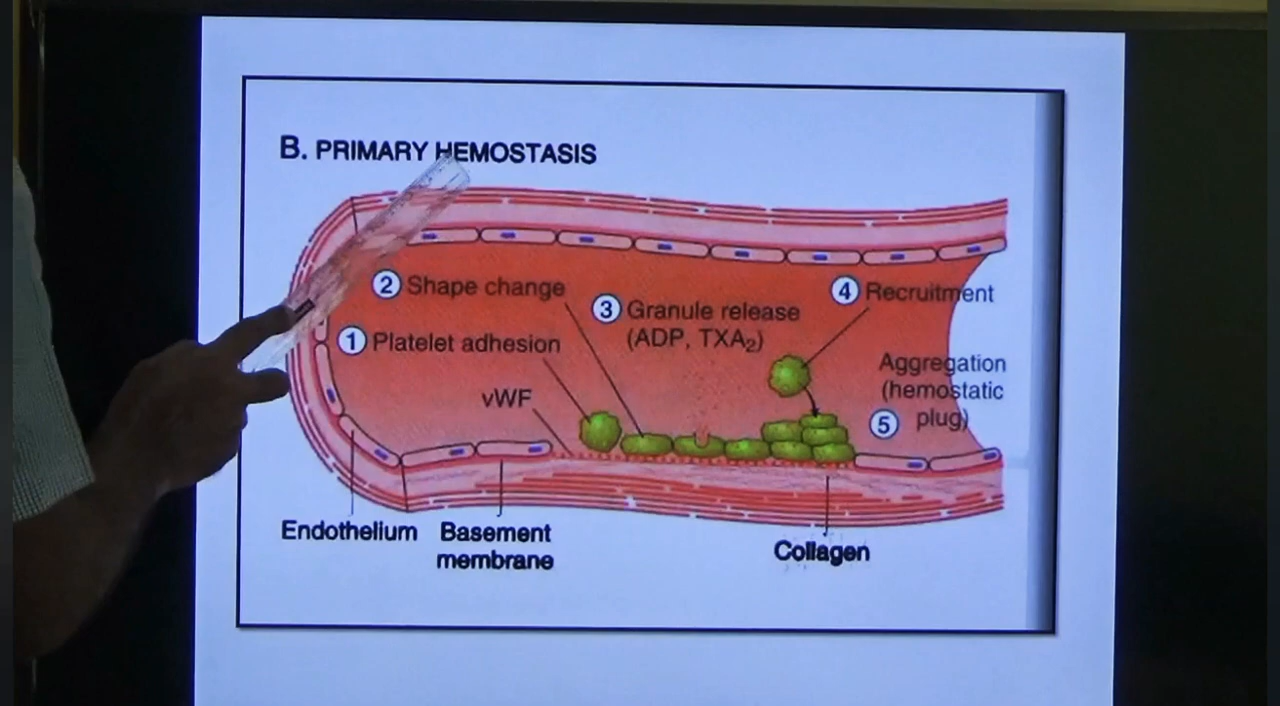 B. PRIMARY HEMOSTASIS
2 Shape change
4 Recruitment
3 Granule release
(ADP, TXA₂)
1 Platelet adhesion
vWF
Aggregation
(hemostatic
5 plug)
Endothelium
Basement
membrane
Collagen